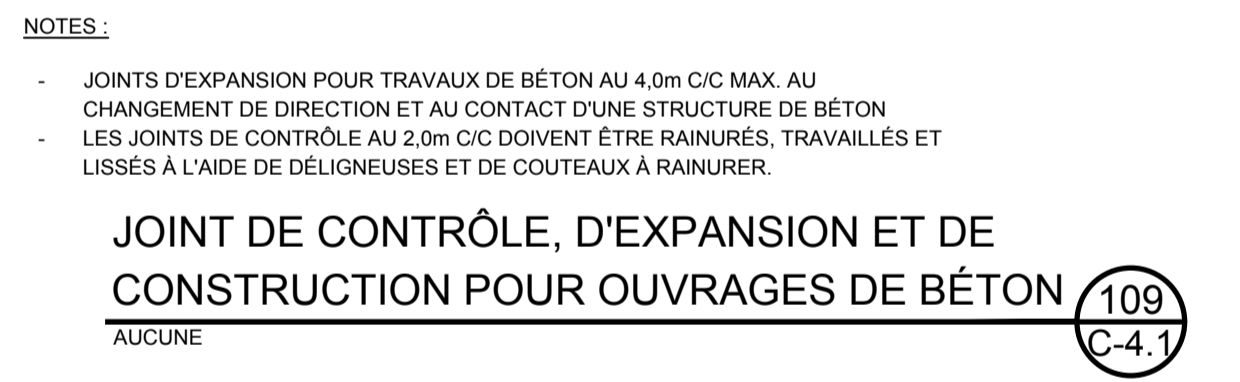 NOTES :
- JOINTS D'EXPANSION POUR TRAVAUX DE BÉTON AU 4,0m C/C MAX. AU
CHANGEMENT DE DIRECTION ET AU CONTACT D'UNE STRUCTURE DE BÉTON
- LES JOINTS DE CONTRÔLE AU 2,0m C/C DOIVENT ÊTRE RAINURÉS, TRAVAILLÉS ET
LISSÉS À L'AIDE DE DÉLIGNEUSES ET DE COUTEAUX À RAINURER.
JOINT DE CONTRÔLE, D'EXPANSION ET DE
CONSTRUCTION POUR OUVRAGES DE BÉTON
109
AUCUNE
C-4.1